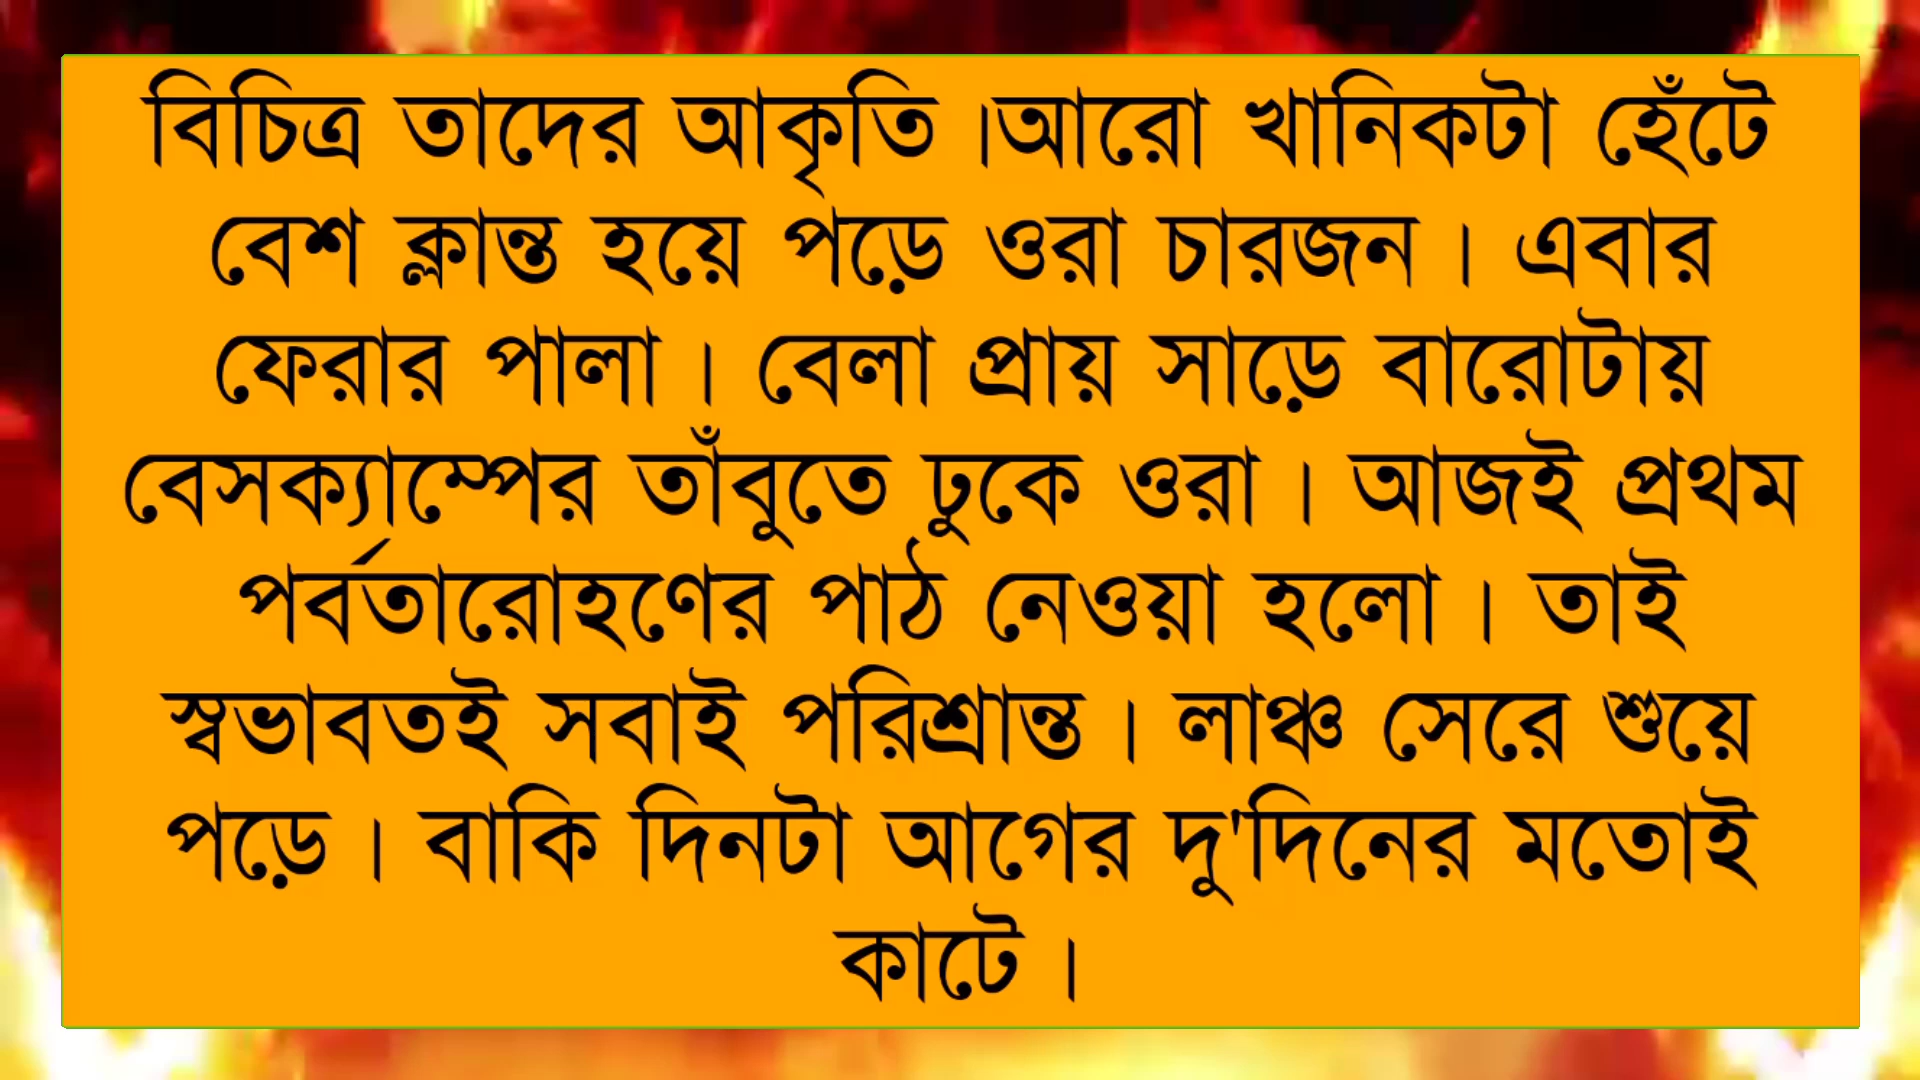 বিচিত্র তাদের আকৃতি ।আরো খানিকটা হেঁটে
বেশ ক্লান্ত হয়ে পড়ে ওরা চারজন । এবার
ফেরার পালা । বেলা প্রায় সাড়ে বারোটায়
বেসক্যাম্পের তাঁবুতে ঢুকে ওরা । আজই প্রথম
পর্বতারোহণের পাঠ নেওয়া হলো । তাই
স্বভাবতই সবাই পরিশ্রান্ত । লাঞ্চ সেরে শুয়ে
পড়ে । বাকি দিনটা আগের দু'দিনের মতোই
কাটে ।